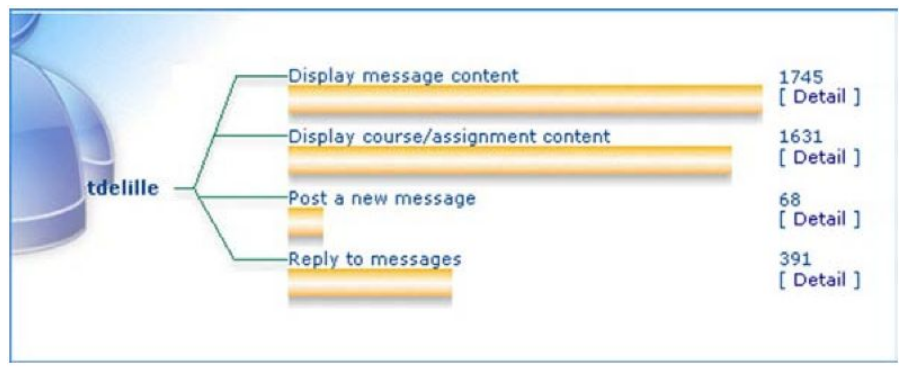 Display message content 1745
[ Detail ]
Display course/assignment content 1631
[ Detail ]
tdelille
Post a new message 68
[ Detail ]
Reply to messages 391
[ Detail ]